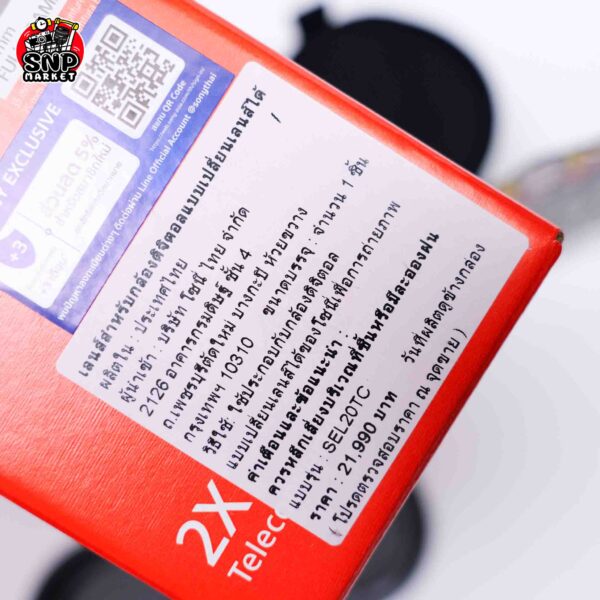 SNP
MARKET
สแกน QR Code
Line Official Account @sonythai
EXCLUSIVE
ส่วนลด 5%
+3
เลนส์สำหรับกล้องดิจิตอลแบบเปลี่ยนเลนส์ได้
ผลิตใน : ประเทศไทย
ผู้นำเข้า : บริษัท โซนี่ ไทย จำกัด
2126 อาคารกรมดิษฐ์ ชั้น 4
ถ.เพชรบุรีตัดใหม่ บางกะปิ ห้วยขวาง
กรุงเทพฯ 10310 ขนาดบรรจุ : จำนวน 1 ชิ้น
วิธีใช้: ใช้ประกอบกับกล้องดิจิตอล
แบบเปลี่ยนเลนส์ได้ของโซนี่เพื่อการถ่ายภาพ
คำเตือนและข้อแนะนำ :
ควรหลีกเลี่ยงบริเวณที่ชื้นหรือมีละอองฝน
แบบรุ่น : SEL20TC
ราคา : 21,990 บาท วันที่ผลิตดูข้างกล่อง
( โปรดตรวจสอบราคา ณ จุดขาย )
2X